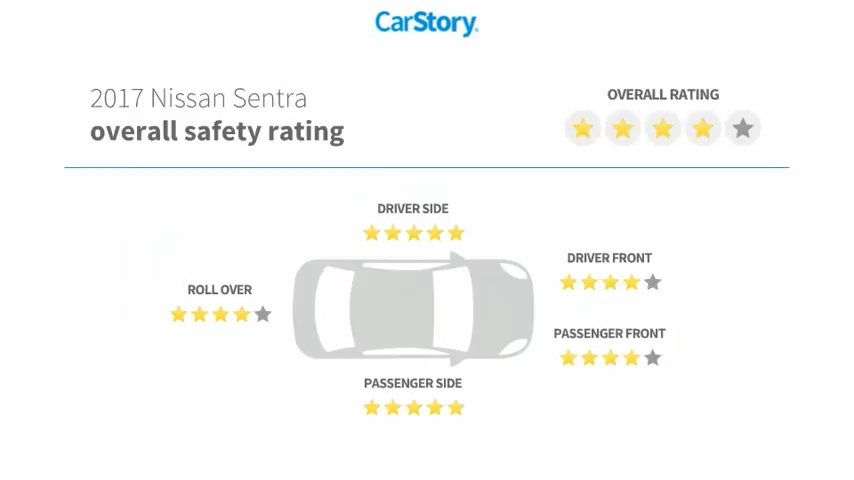 CarStory.
2017 Nissan Sentra
overall safety rating
OVERALL RATING
DRIVER SIDE
DRIVER FRONT
ROLL OVER
PASSENGER FRONT
PASSENGER SIDE